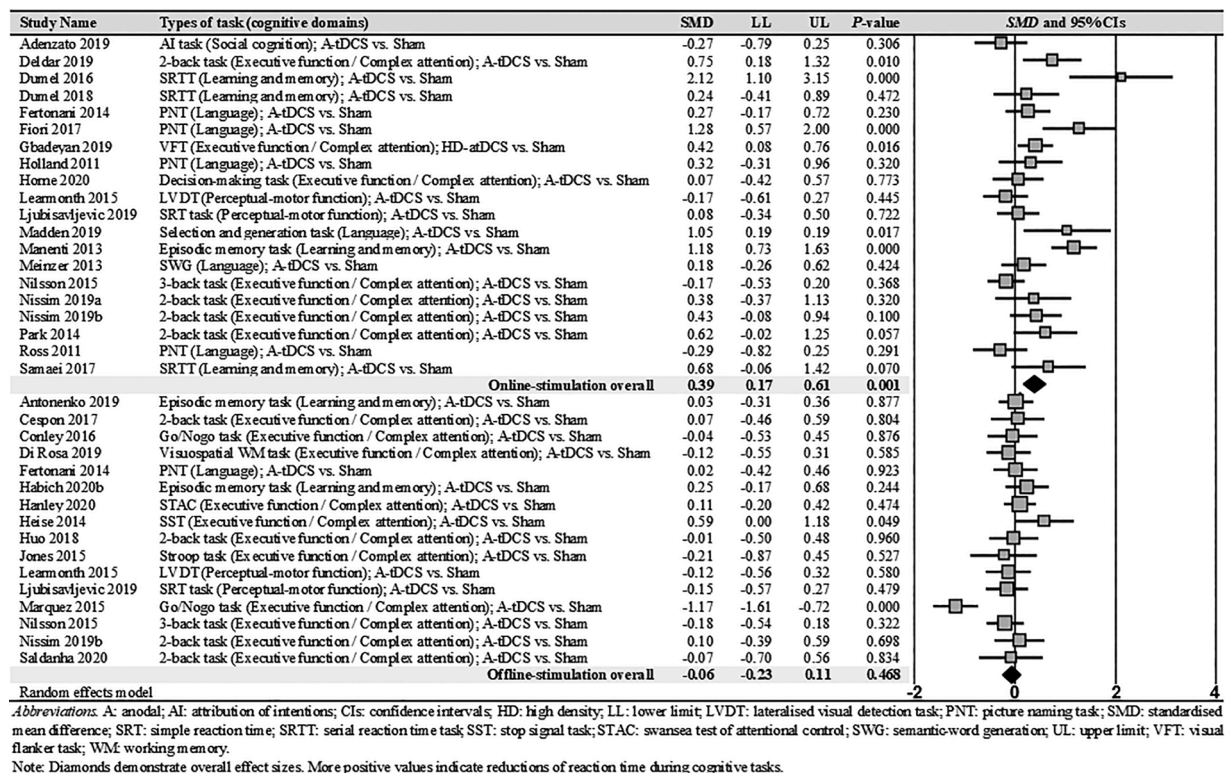 Study Name Types of task (cognitive domains) SMD LL UL P-value SMD and 95%CIs
Adenzato 2019 AI task (Social cognition); A-tDCS vs. Sham -0.27 -0.79 0.25 0.306
Deldar 2019 2-back task (Executive function / Complex attention); A-tDCS vs. Sham 0.75 0.18 1.32 0.010
Dumel 2016 SRTT (Learning and memory); A-tDCS vs. Sham 2.12 1.10 3.15 0.000
Dumel 2018 SRTT (Learning and memory); A-tDCS vs. Sham 0.24 -0.41 0.89 0.472
Fertonani 2014 PNT (Language); A-tDCS vs. Sham 0.27 -0.17 0.72 0.230
Fiori 2017 PNT (Language); A-tDCS vs. Sham 1.28 0.57 2.00 0.000
Gbadeyan 2019 VFT (Executive function / Complex attention); HD-atDCS vs. Sham 0.42 0.08 0.76 0.016
Holland 2011 PNT (Language); A-tDCS vs. Sham 0.32 -0.31 0.96 0.320
Horne 2020 Decision-making task (Executive function / Complex attention); A-tDCS vs. Sham 0.07 -0.42 0.57 0.773
Learmonth 2015 LVDT (Perceptual-motor function); A-tDCS vs. Sham -0.17 -0.61 0.27 0.445
Ljubisavljevic 2019 SRT task (Perceptual-motor function); A-tDCS vs. Sham 0.08 -0.34 0.50 0.722
Madden 2019 Selection and generation task (Language); A-tDCS vs. Sham 1.05 0.19 0.19 0.017
Manenti 2013 Episodic memory task (Learning and memory); A-tDCS vs. Sham 1.18 0.73 1.63 0.000
Meinzer 2013 SWG (Language); A-tDCS vs. Sham 0.18 -0.26 0.62 0.424
Nilsson 2015 3-back task (Executive function / Complex attention); A-tDCS vs. Sham -0.17 -0.53 0.20 0.368
Nissim 2019a 2-back task (Executive function / Complex attention); A-tDCS vs. Sham 0.38 -0.37 1.13 0.320
Nissim 2019b 2-back task (Executive function / Complex attention); A-tDCS vs. Sham 0.43 -0.08 0.94 0.100
Park 2014 2-back task (Executive function / Complex attention); A-tDCS vs. Sham 0.62 -0.02 1.25 0.057
Ross 2011 PNT (Language); A-tDCS vs. Sham -0.29 -0.82 0.25 0.291
Samaei 2017 SRTT (Learning and memory); A-tDCS vs. Sham 0.68 -0.06 1.42 0.070
Online-stimulation overall 0.39 0.17 0.61 0.001
Antonenko 2019 Episodic memory task (Learning and memory); A-tDCS vs. Sham 0.03 -0.31 0.36 0.877
Cespon 2017 2-back task (Executive function / Complex attention); A-tDCS vs. Sham 0.07 -0.46 0.59 0.804
Conley 2016 Go/Nogo task (Executive function / Complex attention); A-tDCS vs. Sham -0.04 -0.53 0.45 0.876
Di Rosa 2019 Visuospatial WM task (Executive function / Complex attention); A-tDCS vs. Sham -0.12 -0.55 0.31 0.585
Fertonani 2014 PNT (Language); A-tDCS vs. Sham 0.02 -0.42 0.46 0.923
Habich 2020b Episodic memory task (Learning and memory); A-tDCS vs. Sham 0.25 -0.17 0.68 0.244
Hanley 2020 STAC (Executive function / Complex attention); A-tDCS vs. Sham 0.11 -0.20 0.42 0.474
Heise 2014 SST (Executive function / Complex attention); A-tDCS vs. Sham 0.59 0.00 1.18 0.049
Huo 2018 2-back task (Executive function / Complex attention); A-tDCS vs. Sham -0.01 -0.50 0.48 0.960
Jones 2015 Stroop task (Executive function / Complex attention); A-tDCS vs. Sham -0.21 -0.87 0.45 0.527
Learmonth 2015 LVDT (Perceptual-motor function); A-tDCS vs. Sham -0.12 -0.56 0.32 0.580
Ljubisavljevic 2019 SRT task (Perceptual-motor function); A-tDCS vs. Sham -0.15 -0.57 0.27 0.479
Marquez 2015 Go/Nogo task (Executive function / Complex attention); A-tDCS vs. Sham -1.17 -1.61 -0.72 0.000
Nilsson 2015 3-back task (Executive function / Complex attention); A-tDCS vs. Sham -0.18 -0.54 0.18 0.322
Nissim 2019b 2-back task (Executive function / Complex attention); A-tDCS vs. Sham 0.10 -0.39 0.59 0.698
Saldanha 2020 2-back task (Executive function / Complex attention); A-tDCS vs. Sham -0.07 -0.70 0.56 0.834
Offline-stimulation overall -0.06 -0.23 0.11 0.468
Random effects model -2 0 2 4
Abbreviations. A: anodal; AI: attribution of intentions; CIs: confidence intervals; HD: high density; LL: lower limit; LVDT: lateralised visual detection task; PNT: picture naming task; SMD: standardised
mean difference; SRT: simple reaction time; SRTT: serial reaction time task; SST: stop signal task; STAC: swansea test of attentional control; SWG: semantic-word generation; UL: upper limit; VFT: visual
flanker task; WM: working memory.
Note: Diamonds demonstrate overall effect sizes. More positive values indicate reductions of reaction time during cognitive tasks.